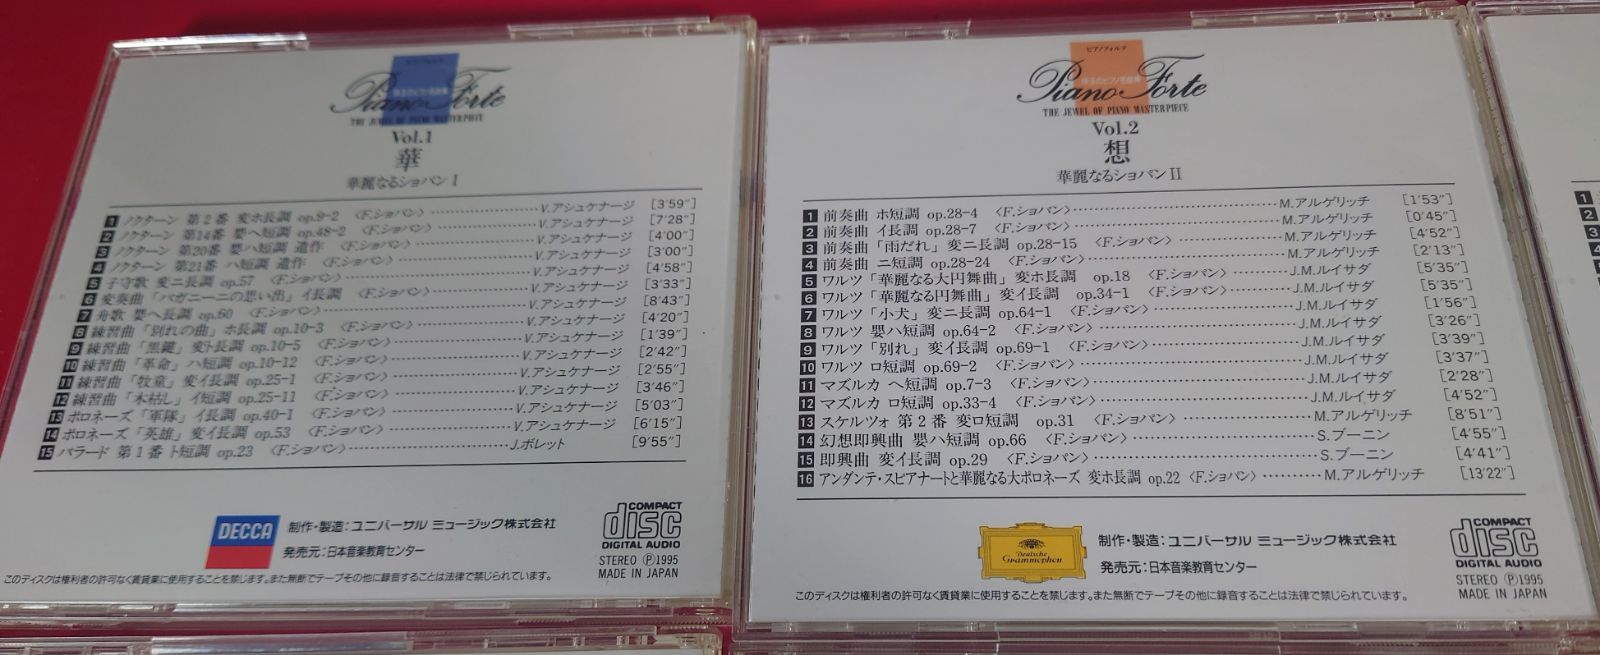 ピアノフォルテ
Piano Forte
THE JEWEL OF PIANO MASTERPIECE
Vol.1
華
華麗なるショパン I
1 ノクターン 第2番 変ホ長調 op.9-2 〈F.ショパン〉 V.アシュケナージ [3'59"]
2 ノクターン 第14番 嬰ヘ短調 op.48-2 〈F.ショパン〉 V.アシュケナージ [7'28"]
3 ノクターン 第20番 嬰ハ短調 遺作 〈F.ショパン〉 V.アシュケナージ [4'00"]
4 ノクターン 第21番 ハ短調 遺作 〈F.ショパン〉 V.アシュケナージ [3'00"]
5 子守歌 変ニ長調 op.57 〈F.ショパン〉 V.アシュケナージ [4'58"]
6 変奏曲「パガニーニの思い出」イ長調 〈F.ショパン〉 V.アシュケナージ [3'33"]
7 舟歌 嬰ヘ長調 op.60 〈F.ショパン〉 V.アシュケナージ [8'43"]
8 練習曲「別れの曲」ホ長調 op.10-3 〈F.ショパン〉 V.アシュケナージ [4'20"]
9 練習曲「黒鍵」変ト長調 op.10-5 〈F.ショパン〉 V.アシュケナージ [1'39"]
10 練習曲「革命」ハ短調 op.10-12 〈F.ショパン〉 V.アシュケナージ [2'42"]
11 練習曲「牧童」変イ長調 op.25-1 〈F.ショパン〉 V.アシュケナージ [2'55"]
12 練習曲「木枯し」イ短調 op.25-11 〈F.ショパン〉 V.アシュケナージ [3'46"]
13 ポロネーズ「軍隊」イ長調 op.40-1 〈F.ショパン〉 V.アシュケナージ [5'03"]
14 ポロネーズ「英雄」変イ長調 op.53 〈F.ショパン〉 V.アシュケナージ [6'15"]
15 バラード 第1番 ト短調 op.23 〈F.ショパン〉 J.ボレット [9'55"]
DECCA
制作・製造:ユニバーサル ミュージック株式会社
発売元:日本音楽教育センター
COMPACT
disc
DIGITAL AUDIO
STEREO Ⓟ1995
MADE IN JAPAN
このディスクは権利者の許可なく賃貸業に使用することを禁じます。また無断でテープその他に録音することは法律で禁じられています。
ピアノフォルテ
Piano Forte
THE JEWEL OF PIANO MASTERPIECE
Vol.2
想
華麗なるショパン II
1 前奏曲 ホ短調 op.28-4 〈F.ショパン〉 M.アルゲリッチ [1'53"]
2 前奏曲 イ長調 op.28-7 〈F.ショパン〉 M.アルゲリッチ [0'45"]
3 前奏曲「雨だれ」変ニ長調 op.28-15 〈F.ショパン〉 M.アルゲリッチ [4'52"]
4 前奏曲 ニ短調 op.28-24 〈F.ショパン〉 M.アルゲリッチ [2'13"]
5 ワルツ「華麗なる大円舞曲」変ホ長調 op.18 〈F.ショパン〉 J.M.ルイサダ [5'35"]
6 ワルツ「華麗なる円舞曲」変イ長調 op.34-1 〈F.ショパン〉 J.M.ルイサダ [5'35"]
7 ワルツ「小犬」変ニ長調 op.64-1 〈F.ショパン〉 J.M.ルイサダ [1'56"]
8 ワルツ 嬰ハ短調 op.64-2 〈F.ショパン〉 J.M.ルイサダ [3'26"]
9 ワルツ「別れ」変イ長調 op.69-1 〈F.ショパン〉 J.M.ルイサダ [3'39"]
10 ワルツ ロ短調 op.69-2 〈F.ショパン〉 J.M.ルイサダ [3'37"]
11 マズルカ ヘ短調 op.7-3 〈F.ショパン〉 J.M.ルイサダ [2'28"]
12 マズルカ ロ短調 op.33-4 〈F.ショパン〉 J.M.ルイサダ [4'52"]
13 スケルツォ 第2番 変ロ短調 op.31 〈F.ショパン〉 M.アルゲリッチ [8'51"]
14 幻想即興曲 嬰ハ短調 op.66 〈F.ショパン〉 S.ブーニン [4'55"]
15 即興曲 変イ長調 op.29 〈F.ショパン〉 S.ブーニン [4'41"]
16 アンダンテ・スピアナートと華麗なる大ポロネーズ 変ホ長調 op.22 〈F.ショパン〉 M.アルゲリッチ [13'22"]
Deutsche
Grammophon
制作・製造:ユニバーサル ミュージック株式会社
発売元:日本音楽教育センター
COMPACT
disc
DIGITAL AUDIO
STEREO Ⓟ1995
MADE IN JAPAN
このディスクは権利者の許可なく賃貸業に使用することを禁じます。また無断でテープその他に録音することは法律で禁じられています。